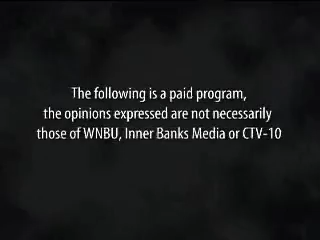 The following is a paid program,
the opinions expressed are not necessarily
those of WNBU, Inner Banks Media or CTV-10